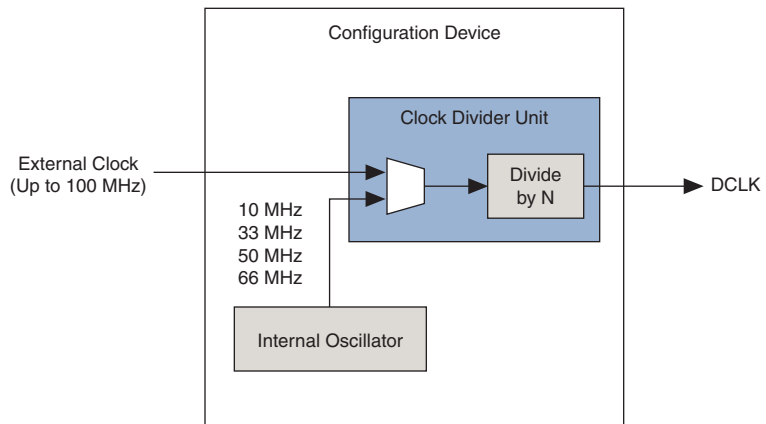 Configuration Device
Clock Divider Unit
External Clock
(Up to 100 MHz)
Divide
by N
DCLK
10 MHz
33 MHz
50 MHz
66 MHz
Internal Oscillator